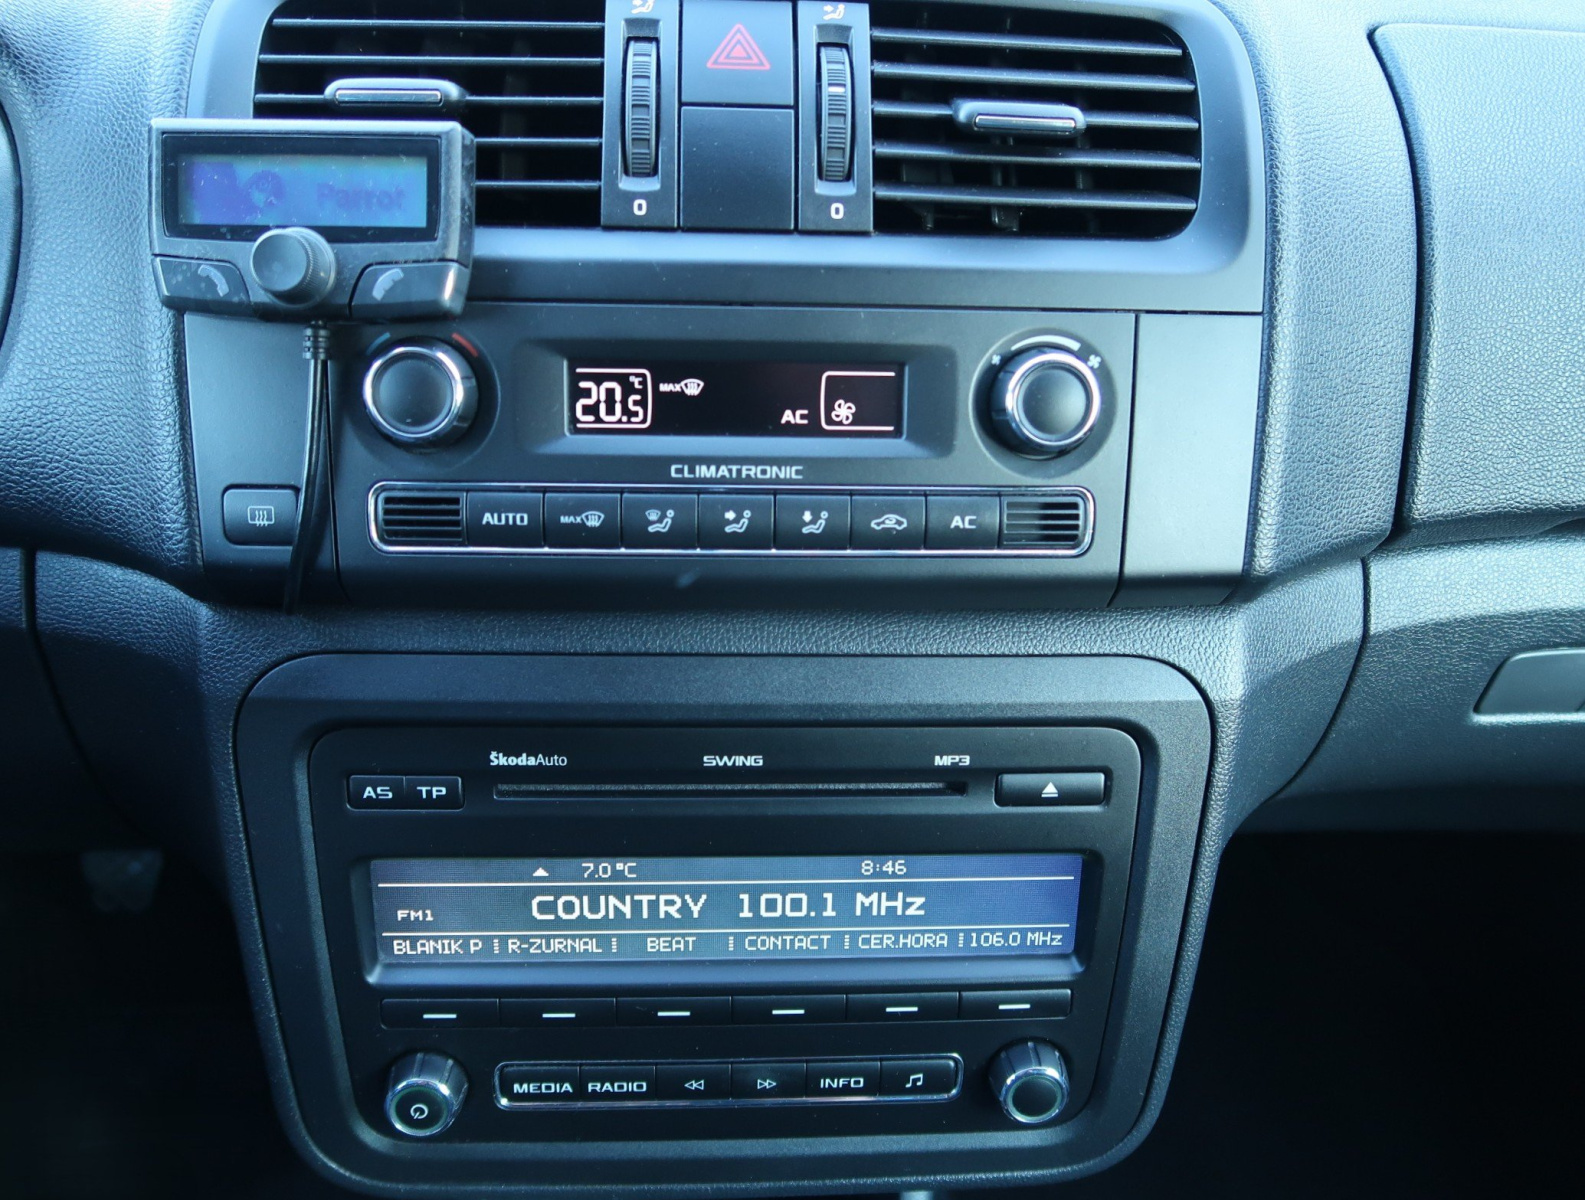 Parrot
0 0
20.5 °C MAX AC
CLIMATRONIC
AUTO MAX AC
ŠkodaAuto SWING MP3
AS TP
7.0 °C 8:46
FM1 COUNTRY 100.1 MHz
BLANIK P R-ZURNAL BEAT CONTACT CER.HORA 106.0 MHz
MEDIA RADIO INFO